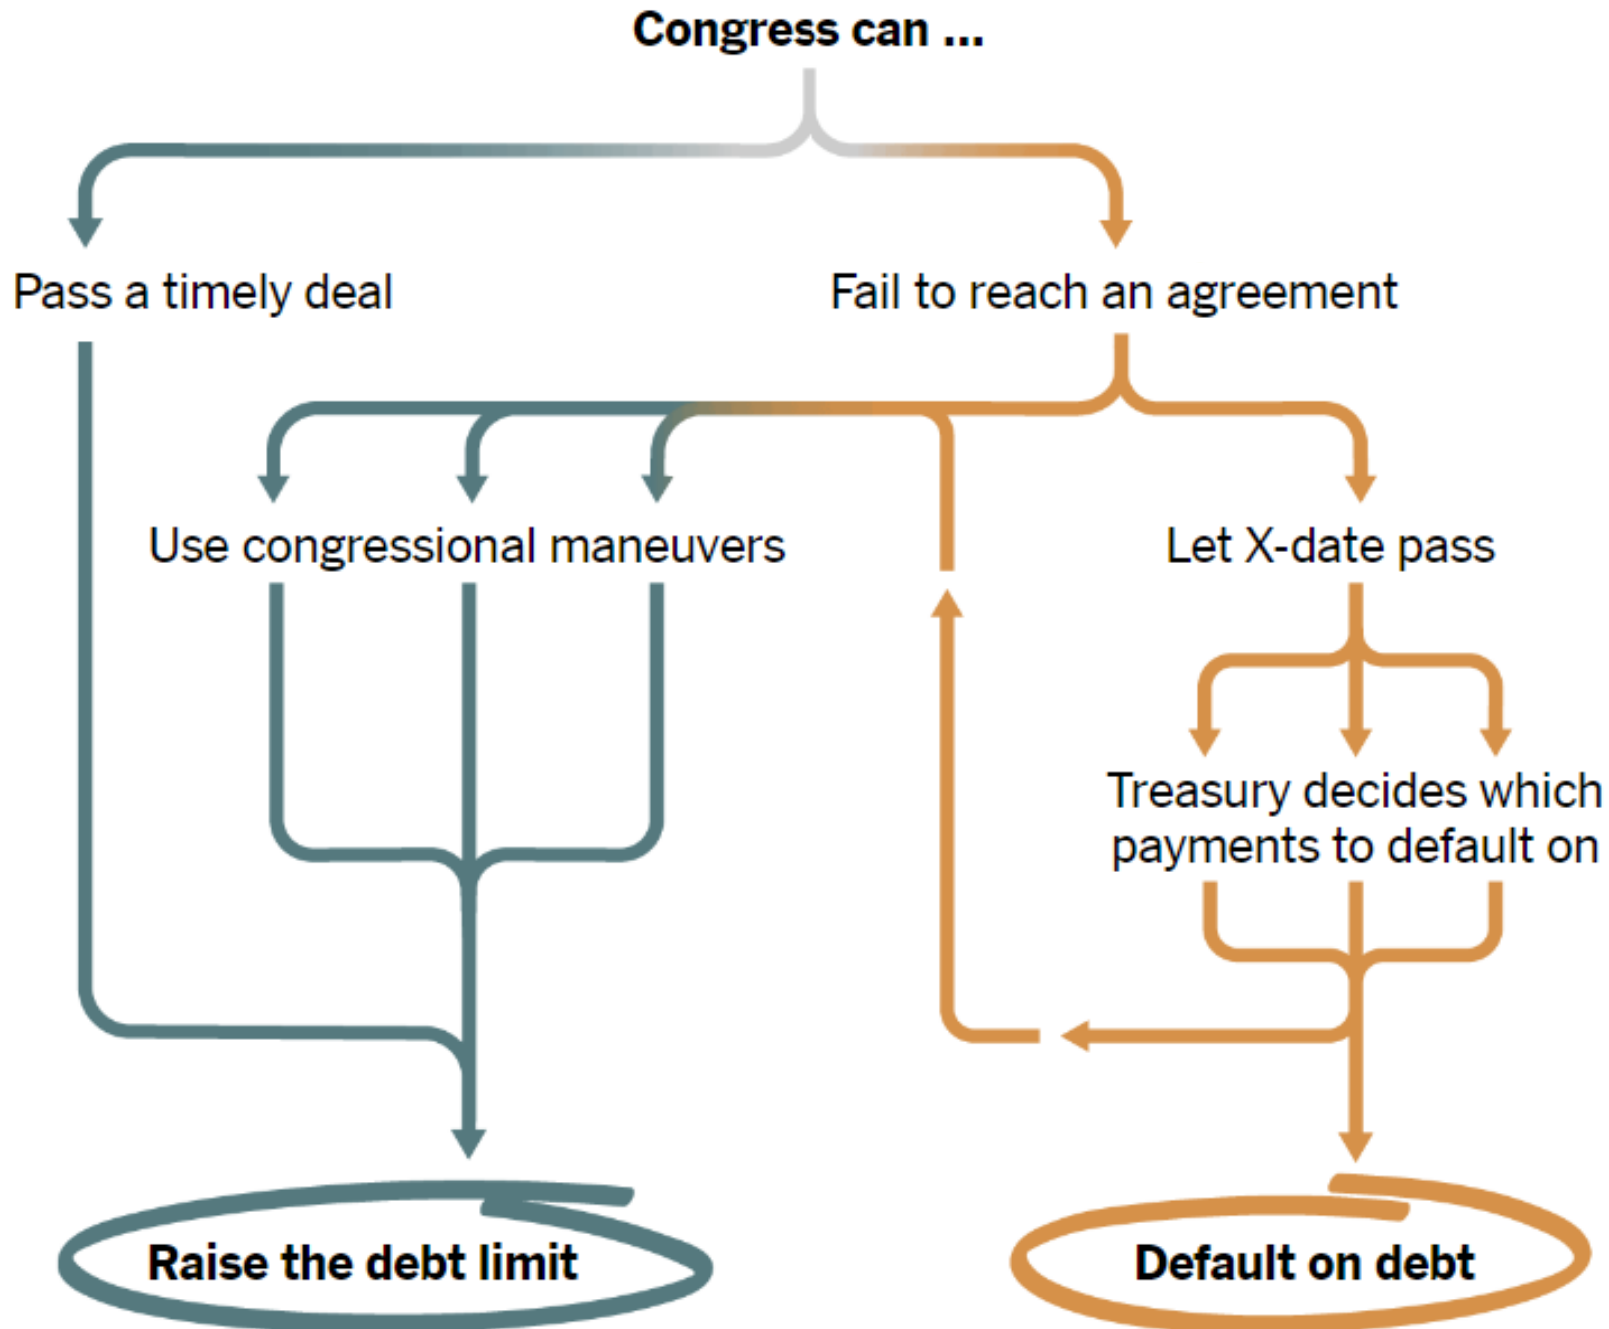 Congress can ...
Pass a timely deal
Fail to reach an agreement
Use congressional maneuvers
Let X-date pass
Treasury decides which
payments to default on
Raise the debt limit
Default on debt